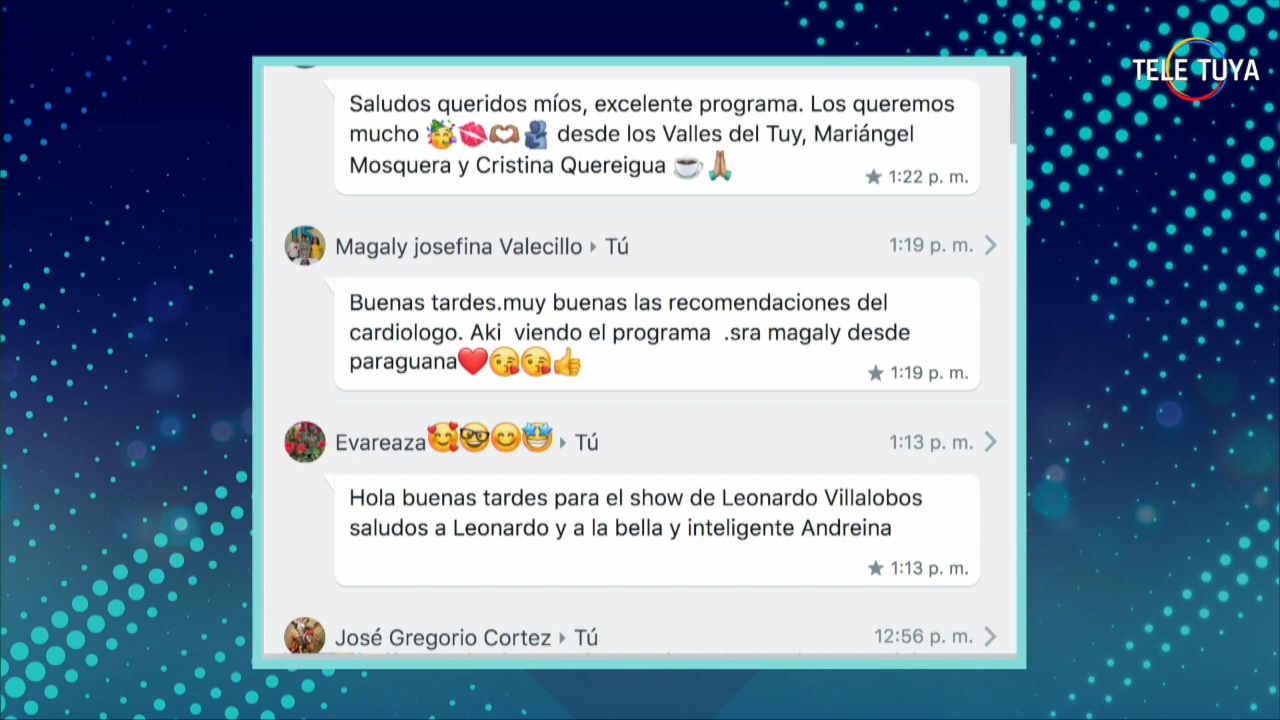 TELE TUYA
Saludos queridos míos, excelente programa. Los queremos
mucho 🥳💋🫶🏽🫂 desde los Valles del Tuy, Mariángel
Mosquera y Cristina Quereigua ☕🙏🏽
★ 1:22 p. m.
Magaly josefina Valecillo ▸ Tú
1:19 p. m.
Buenas tardes.muy buenas las recomendaciones del
cardiologo. Aki  viendo el programa  .sra magaly desde
paraguana❤️😘😘👍
★ 1:19 p. m.
Evareaza🥰🤓😊🤩 ▸ Tú
1:13 p. m.
Hola buenas tardes para el show de Leonardo Villalobos
saludos a Leonardo y a la bella y inteligente Andreina
★ 1:13 p. m.
José Gregorio Cortez ▸ Tú
12:56 p. m.